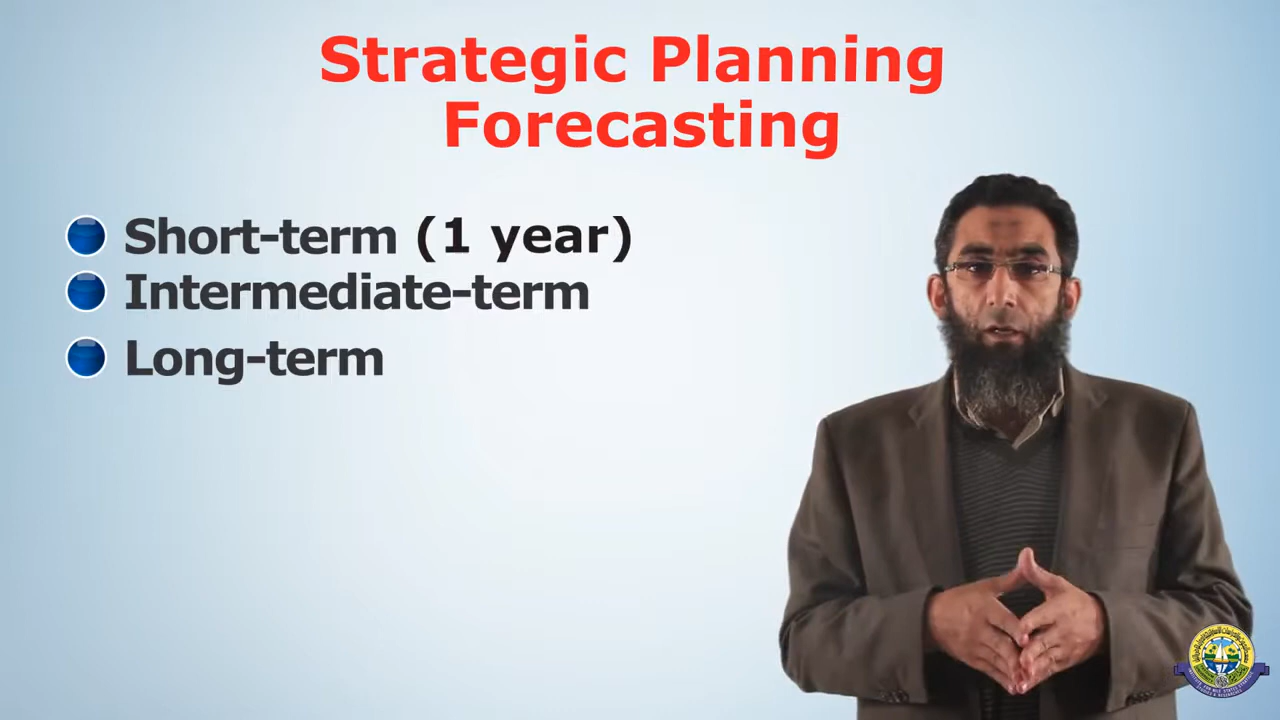 Strategic Planning
Forecasting
Short-term (1 year)
Intermediate-term
Long-term